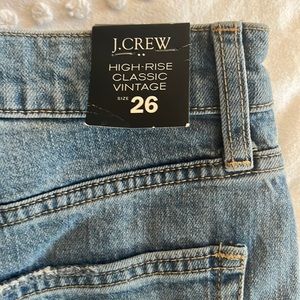 J.CREW
HIGH-RISE
CLASSIC
VINTAGE
SIZE 26